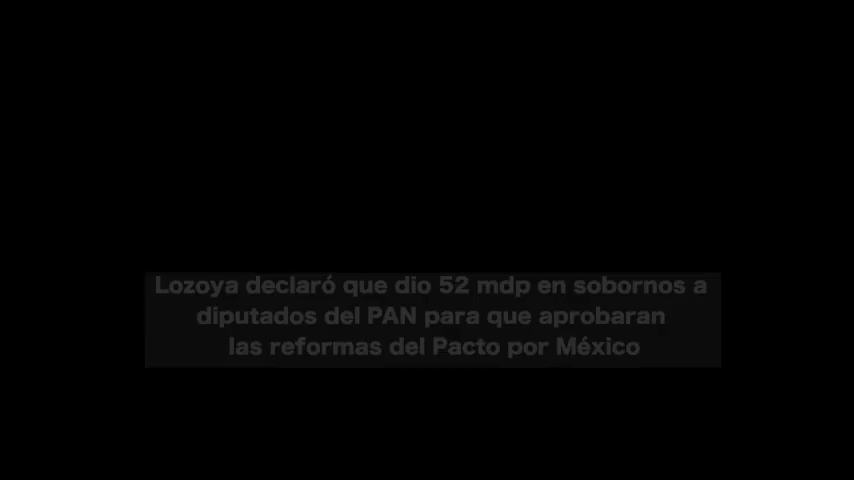 Lozoya declaró que dio 52 mdp en sobornos a
diputados del PAN para que aprobaran
las reformas del Pacto por México